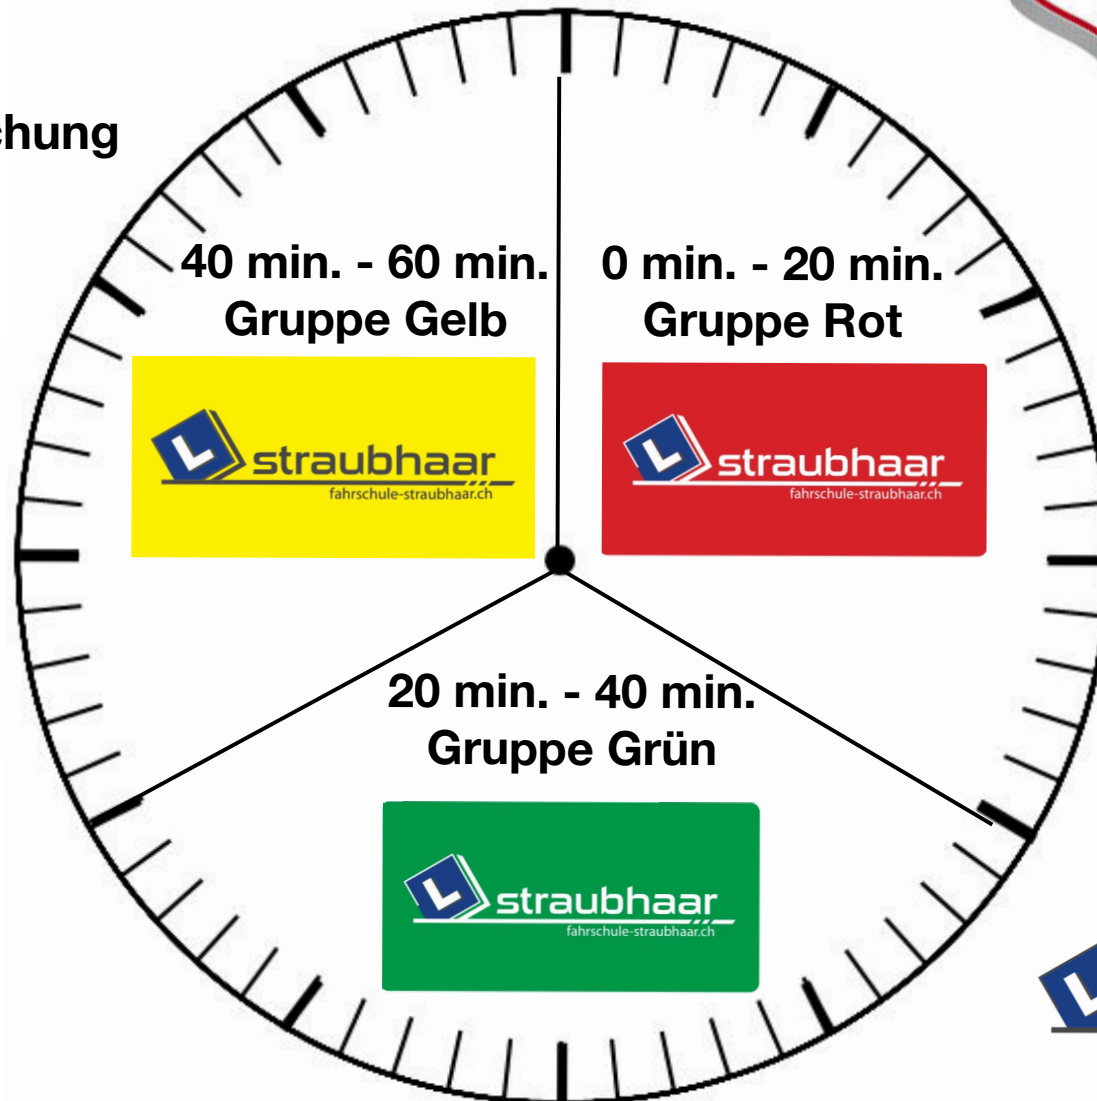 chung
40 min. - 60 min.
Gruppe Gelb
L straubhaar
fahrschule-straubhaar.ch
0 min. - 20 min.
Gruppe Rot
L straubhaar
fahrschule-straubhaar.ch
20 min. - 40 min.
Gruppe Grün
L straubhaar
fahrschule-straubhaar.ch
L